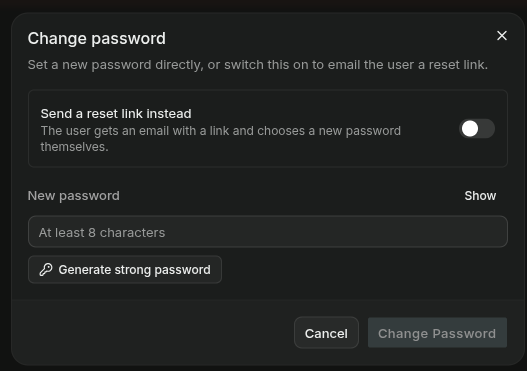 Change password
Set a new password directly, or switch this on to email the user a reset link.
Send a reset link instead
The user gets an email with a link and chooses a new password
themselves.
New password
Show
At least 8 characters
Generate strong password
Cancel
Change Password